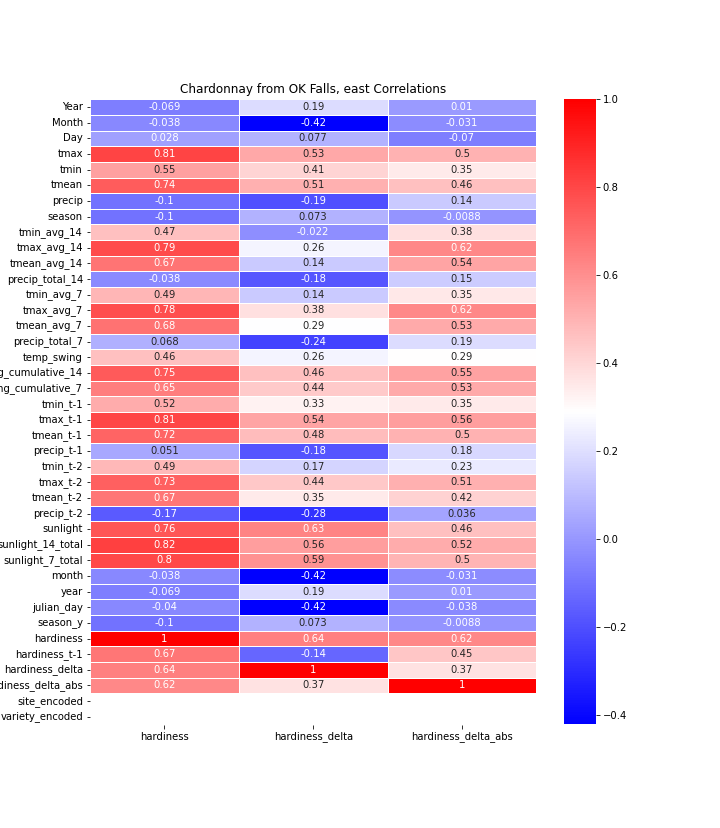 Chardonnay from OK Falls, east Correlations
Year -0.069 0.19 0.01
Month -0.038 -0.42 -0.031
Day 0.028 0.077 -0.07
tmax 0.81 0.53 0.5
tmin 0.55 0.41 0.35
tmean 0.74 0.51 0.46
precip -0.1 -0.19 0.14
season -0.1 0.073 -0.0088
tmin_avg_14 0.47 -0.022 0.38
tmax_avg_14 0.79 0.26 0.62
tmean_avg_14 0.67 0.14 0.54
precip_total_14 -0.038 -0.18 0.15
tmin_avg_7 0.49 0.14 0.35
tmax_avg_7 0.78 0.38 0.62
tmean_avg_7 0.68 0.29 0.53
precip_total_7 0.068 -0.24 0.19
temp_swing 0.46 0.26 0.29
g_cumulative_14 0.75 0.46 0.55
ng_cumulative_7 0.65 0.44 0.53
tmin_t-1 0.52 0.33 0.35
tmax_t-1 0.81 0.54 0.56
tmean_t-1 0.72 0.48 0.5
precip_t-1 0.051 -0.18 0.18
tmin_t-2 0.49 0.17 0.23
tmax_t-2 0.73 0.44 0.51
tmean_t-2 0.67 0.35 0.42
precip_t-2 -0.17 -0.28 0.036
sunlight 0.76 0.63 0.46
sunlight_14_total 0.82 0.56 0.52
sunlight_7_total 0.8 0.59 0.5
month -0.038 -0.42 -0.031
year -0.069 0.19 0.01
julian_day -0.04 -0.42 -0.038
season_y -0.1 0.073 -0.0088
hardiness 1 0.64 0.62
hardiness_t-1 0.67 -0.14 0.45
hardiness_delta 0.64 1 0.37
diness_delta_abs 0.62 0.37 1
site_encoded
variety_encoded
hardiness hardiness_delta hardiness_delta_abs
1.0
0.8
0.6
0.4
0.2
0.0
−0.2
−0.4